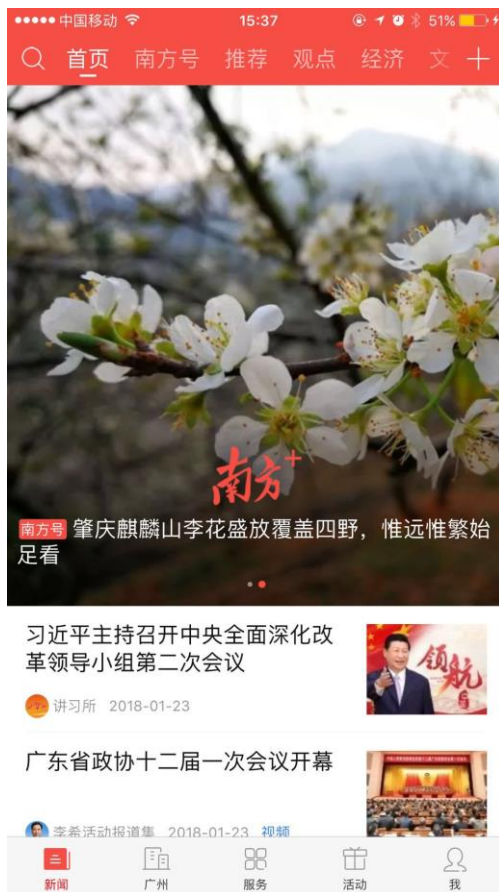 中国移动 15:37 51%
首页 南方号 推荐 观点 经济 文
南方+
南方号 肇庆麒麟山李花盛放覆盖四野，惟远惟繁始
足看
习近平主持召开中央全面深化改
革领导小组第二次会议
领航
讲习所 2018-01-23
广东省政协十二届一次会议开幕
李希活动报道集 2018-01-23 视频
新闻 广州 服务 活动 我